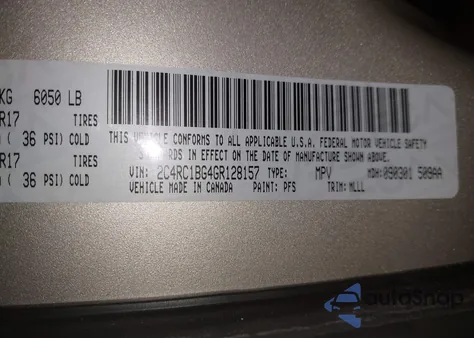 KG 6050 LB
R17 TIRES
( 36 PSI) COLD
R17 TIRES
( 36 PSI) COLD
THIS VEHICLE CONFORMS TO ALL APPLICABLE U.S.A. FEDERAL MOTOR VEHICLE SAFETY
STANDARDS IN EFFECT ON THE DATE OF MANUFACTURE SHOWN ABOVE.
VIN: 2C4RC1BG4GR128157 TYPE: MPV MDH: 090301 509AA
VEHICLE MADE IN CANADA PAINT: PFS TRIM: MLLL
autoSnap